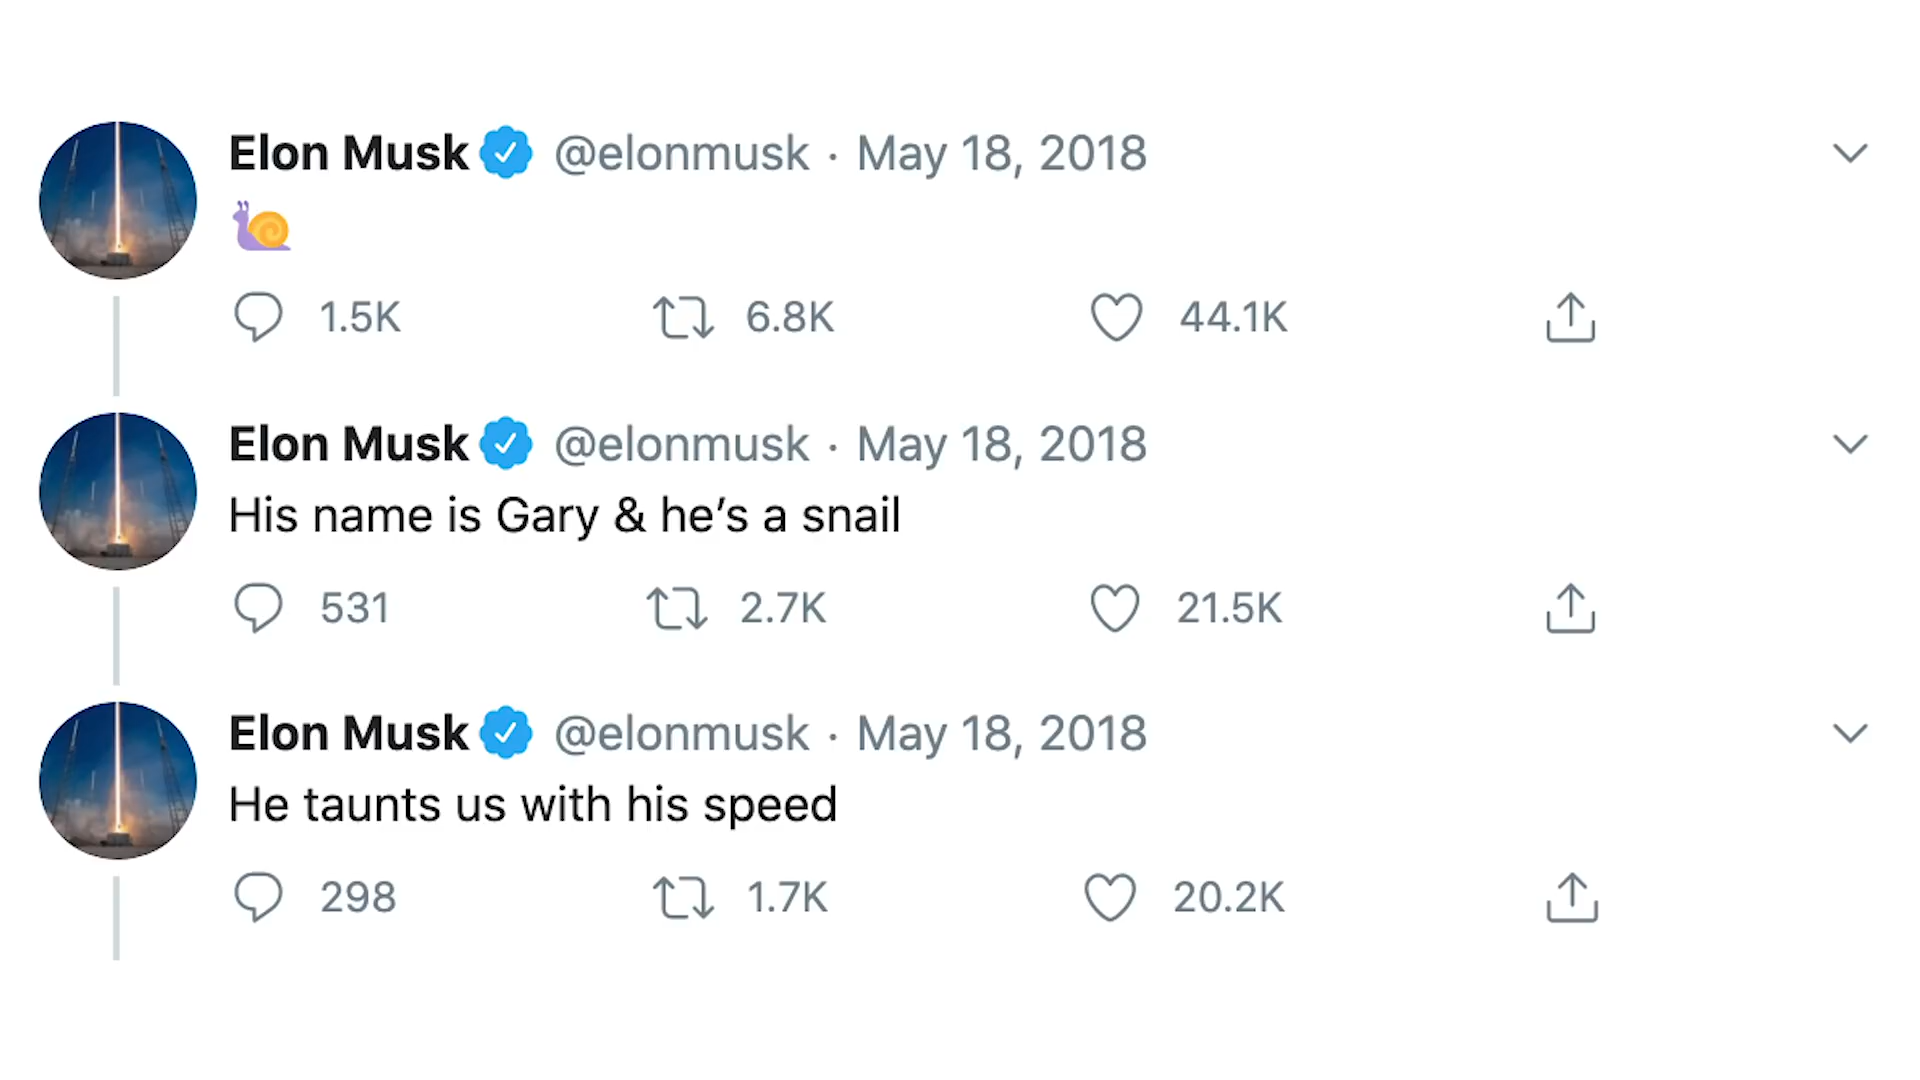 Elon Musk @elonmusk · May 18, 2018
🐌
1.5K 6.8K 44.1K
Elon Musk @elonmusk · May 18, 2018
His name is Gary & he’s a snail
531 2.7K 21.5K
Elon Musk @elonmusk · May 18, 2018
He taunts us with his speed
298 1.7K 20.2K